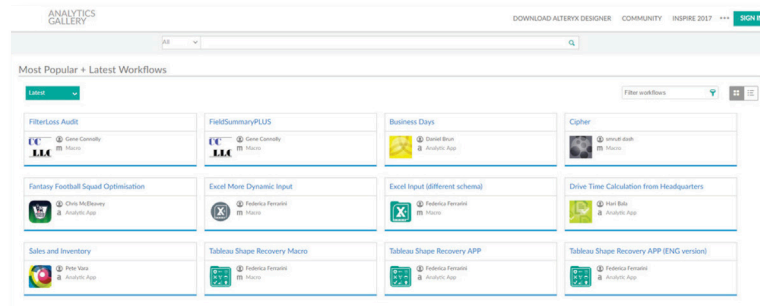 ANALYTICS
GALLERY
DOWNLOAD ALTERYX DESIGNER COMMUNITY INSPIRE 2017 ••• SIGN IN
All
Most Popular + Latest Workflows
Latest
Filter workflows
FilterLoss Audit
Gene Connolly
Macro
FieldSummaryPLUS
Gene Connolly
Macro
Business Days
Daniel Brun
Analytic App
Cipher
smruti dash
Macro
Fantasy Football Squad Optimisation
Chris McEleavey
Analytic App
Excel More Dynamic Input
Federica Ferrarini
Macro
Excel Input (different schema)
Federica Ferrarini
Macro
Drive Time Calculation from Headquarters
Hari Bala
Analytic App
Sales and Inventory
Pete Vara
Analytic App
Tableau Shape Recovery Macro
Federica Ferrarini
Macro
Tableau Shape Recovery APP
Federica Ferrarini
Analytic App
Tableau Shape Recovery APP (ENG version)
Federica Ferrarini
Analytic App